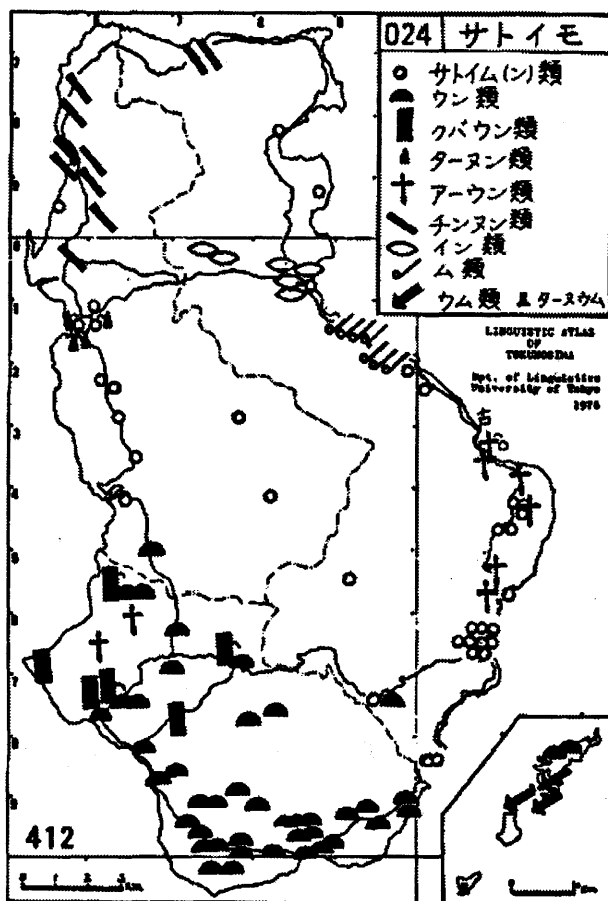 024 サトイモ
サトイム(ン)類
ウン類
クバウン類
ターヌン類
アーウン類
チンヌン類
イン類
ム類
ウム類 ターヌウム
LINGUISTIC ATLAS
OF
TOKUNOSIMA
Dpt. of Linguistics
University of Tokyo
1976
古
412